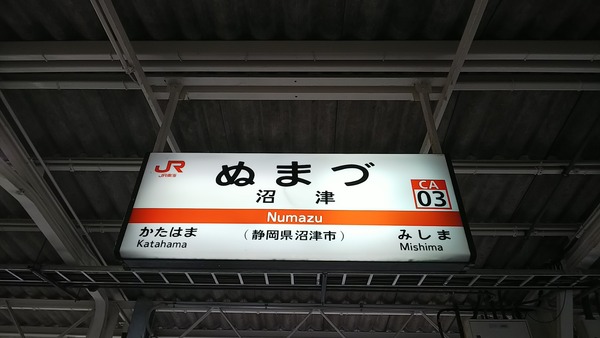 JR
JR東海
ぬまづ
沼津
CA
03
Numazu
かたはま
Katahama
（静岡県沼津市）
みしま
Mishima